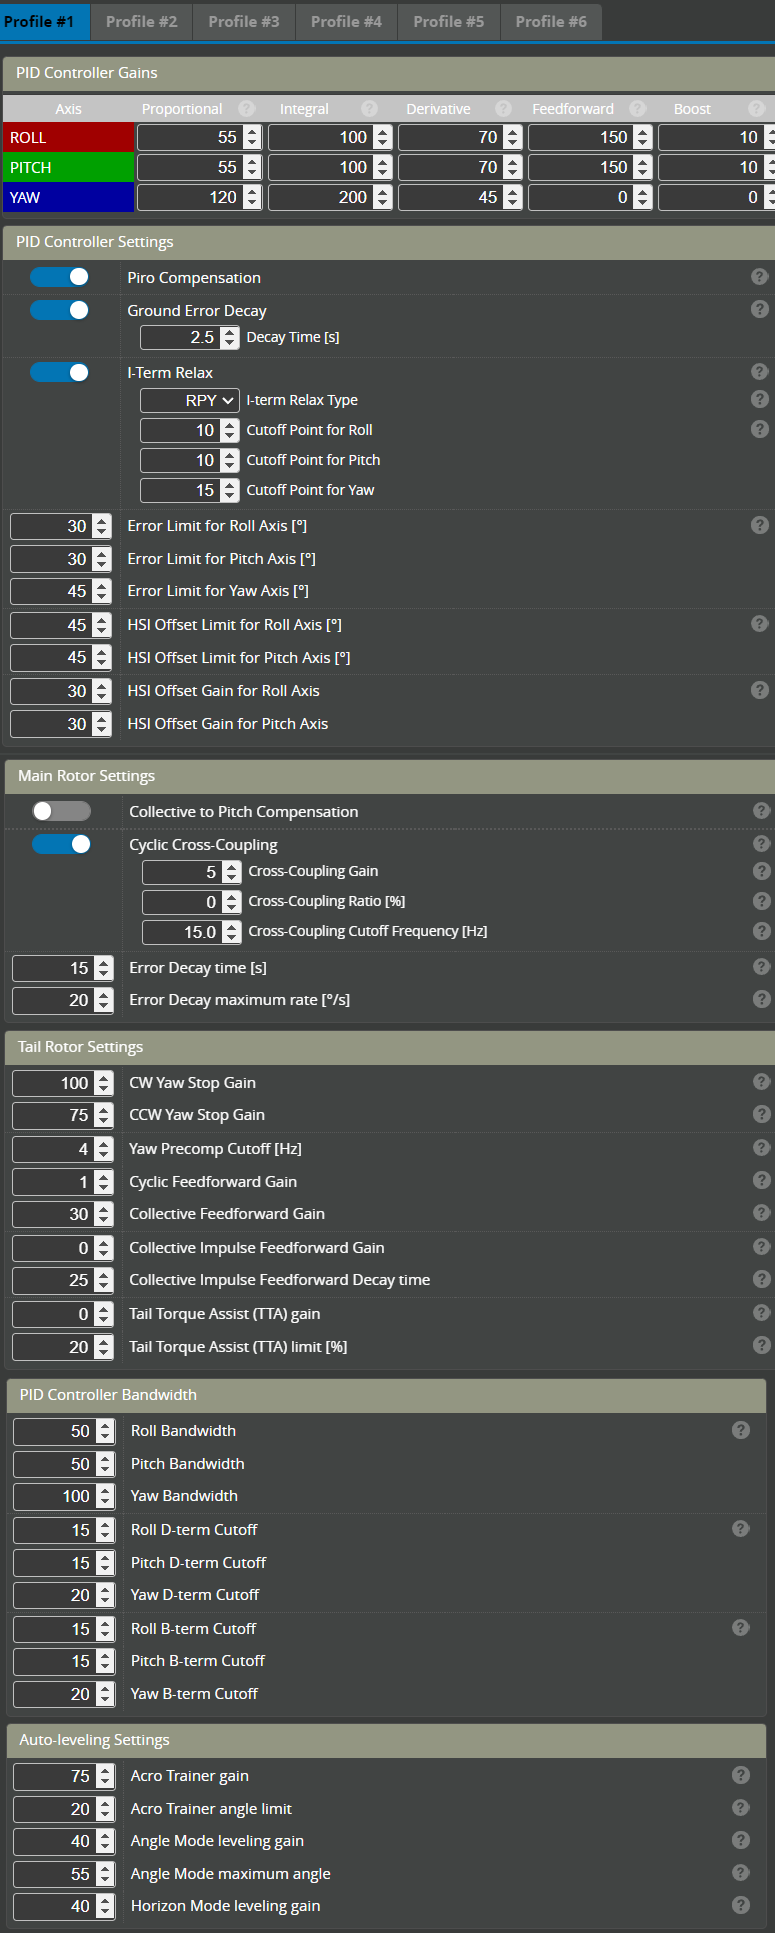 Profile #1 Profile #2 Profile #3 Profile #4 Profile #5 Profile #6
PID Controller Gains
Axis Proportional ? Integral ? Derivative ? Feedforward ? Boost ?
ROLL 55 100 70 150 10
PITCH 55 100 70 150 10
YAW 120 200 45 0 0
PID Controller Settings
Piro Compensation ?
Ground Error Decay ?
2.5 Decay Time [s]
I-Term Relax ?
RPY I-term Relax Type ?
10 Cutoff Point for Roll ?
10 Cutoff Point for Pitch
15 Cutoff Point for Yaw
30 Error Limit for Roll Axis [°] ?
30 Error Limit for Pitch Axis [°]
45 Error Limit for Yaw Axis [°]
45 HSI Offset Limit for Roll Axis [°] ?
45 HSI Offset Limit for Pitch Axis [°]
30 HSI Offset Gain for Roll Axis ?
30 HSI Offset Gain for Pitch Axis
Main Rotor Settings
Collective to Pitch Compensation ?
Cyclic Cross-Coupling ?
5 Cross-Coupling Gain ?
0 Cross-Coupling Ratio [%] ?
15.0 Cross-Coupling Cutoff Frequency [Hz] ?
15 Error Decay time [s] ?
20 Error Decay maximum rate [°/s] ?
Tail Rotor Settings
100 CW Yaw Stop Gain ?
75 CCW Yaw Stop Gain ?
4 Yaw Precomp Cutoff [Hz] ?
1 Cyclic Feedforward Gain ?
30 Collective Feedforward Gain ?
0 Collective Impulse Feedforward Gain ?
25 Collective Impulse Feedforward Decay time ?
0 Tail Torque Assist (TTA) gain ?
20 Tail Torque Assist (TTA) limit [%] ?
PID Controller Bandwidth
50 Roll Bandwidth ?
50 Pitch Bandwidth
100 Yaw Bandwidth
15 Roll D-term Cutoff ?
15 Pitch D-term Cutoff
20 Yaw D-term Cutoff
15 Roll B-term Cutoff ?
15 Pitch B-term Cutoff
20 Yaw B-term Cutoff
Auto-leveling Settings
75 Acro Trainer gain ?
20 Acro Trainer angle limit ?
40 Angle Mode leveling gain ?
55 Angle Mode maximum angle ?
40 Horizon Mode leveling gain ?